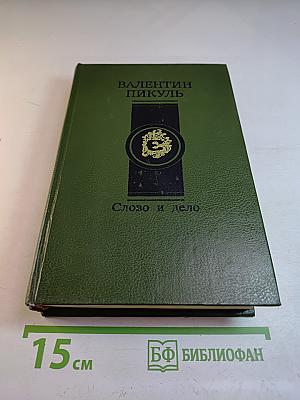 ВАЛЕНТИН
ПИКУЛЬ
Слово и дело
15 см
БФ БИБЛИОФАН